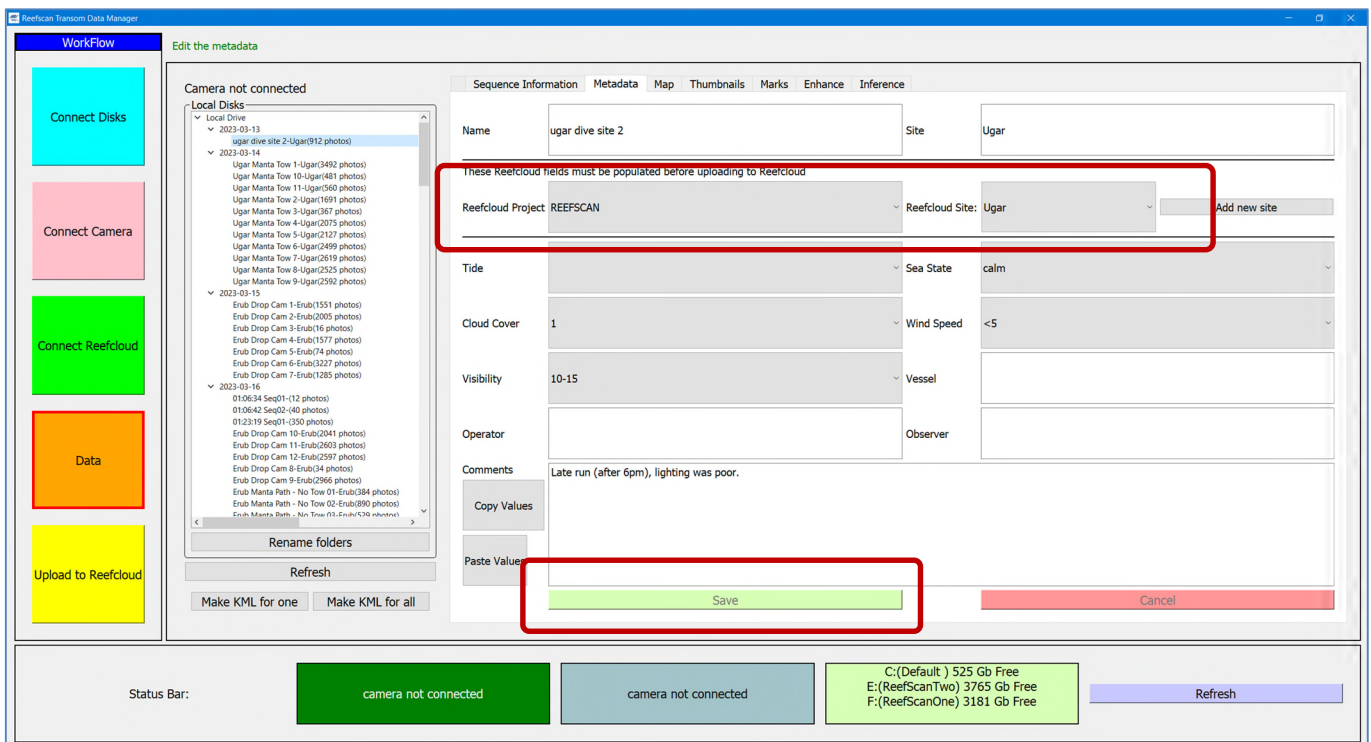 Reefscan Transom Data Manager
WorkFlow
Edit the metadata
Connect Disks
Connect Camera
Connect Reefcloud
Data
Upload to Reefcloud
Camera not connected
Local Disks
Local Drive
2023-03-13
ugar dive site 2-Ugar(912 photos)
2023-03-14
Ugar Manta Tow 1-Ugar(3492 photos)
Ugar Manta Tow 10-Ugar(481 photos)
Ugar Manta Tow 11-Ugar(560 photos)
Ugar Manta Tow 2-Ugar(1691 photos)
Ugar Manta Tow 3-Ugar(367 photos)
Ugar Manta Tow 4-Ugar(2075 photos)
Ugar Manta Tow 5-Ugar(2127 photos)
Ugar Manta Tow 6-Ugar(2499 photos)
Ugar Manta Tow 7-Ugar(2619 photos)
Ugar Manta Tow 8-Ugar(2525 photos)
Ugar Manta Tow 9-Ugar(2592 photos)
2023-03-15
Erub Drop Cam 1-Erub(1551 photos)
Erub Drop Cam 2-Erub(2005 photos)
Erub Drop Cam 3-Erub(16 photos)
Erub Drop Cam 4-Erub(1577 photos)
Erub Drop Cam 5-Erub(74 photos)
Erub Drop Cam 6-Erub(3227 photos)
Erub Drop Cam 7-Erub(1285 photos)
2023-03-16
01:06:34 Seq01-(12 photos)
01:06:42 Seq02-(40 photos)
01:23:19 Seq01-(350 photos)
Erub Drop Cam 10-Erub(2041 photos)
Erub Drop Cam 11-Erub(2603 photos)
Erub Drop Cam 12-Erub(2597 photos)
Erub Drop Cam 8-Erub(34 photos)
Erub Drop Cam 9-Erub(2966 photos)
Erub Manta Path - No Tow 01-Erub(384 photos)
Erub Manta Path - No Tow 02-Erub(890 photos)
Erub Manta Path - No Tow 03-Erub(529 photos)
Rename folders
Refresh
Make KML for one Make KML for all
Sequence Information Metadata Map Thumbnails Marks Enhance Inference
Name ugar dive site 2 Site Ugar
These Reefcloud fields must be populated before uploading to Reefcloud
Reefcloud Project REEFSCAN Reefcloud Site: Ugar Add new site
Tide Sea State calm
Cloud Cover 1 Wind Speed <5
Visibility 10-15 Vessel
Operator Observer
Comments Late run (after 6pm), lighting was poor.
Copy Values
Paste Values
Save Cancel
Status Bar: camera not connected camera not connected
C:(Default ) 525 Gb Free
E:(ReefScanTwo) 3765 Gb Free
F:(ReefScanOne) 3181 Gb Free
Refresh